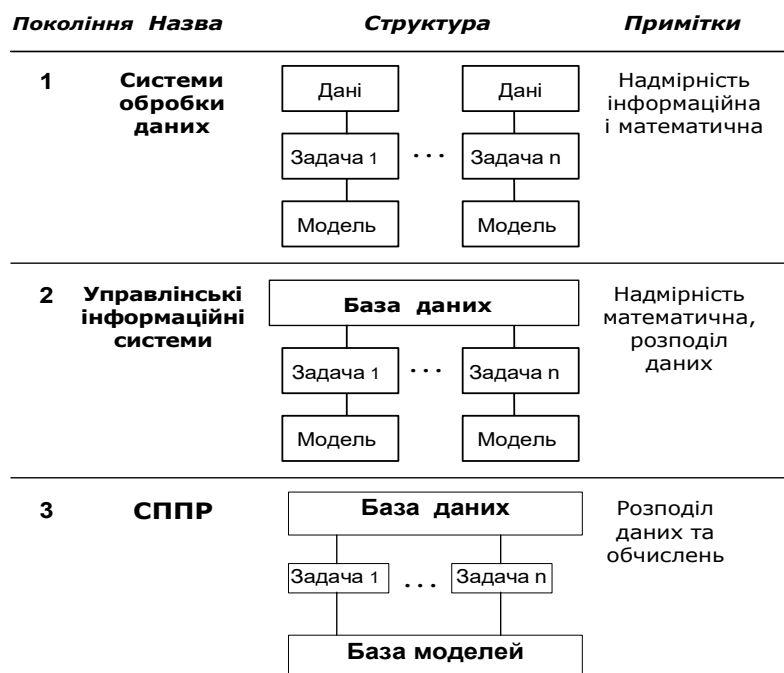 Покоління Назва Структура Примітки
1 Системи обробки даних
Дані Дані
Задача 1 ... Задача n
Модель Модель
Надмірність
інформаційна
і математична
2 Управлінські
інформаційні
системи
База даних
Задача 1 ... Задача n
Модель Модель
Надмірність
математична,
розподіл
даних
3 СППР
База даних
Задача 1 ... Задача n
База моделей
Розподіл
даних та
обчислень